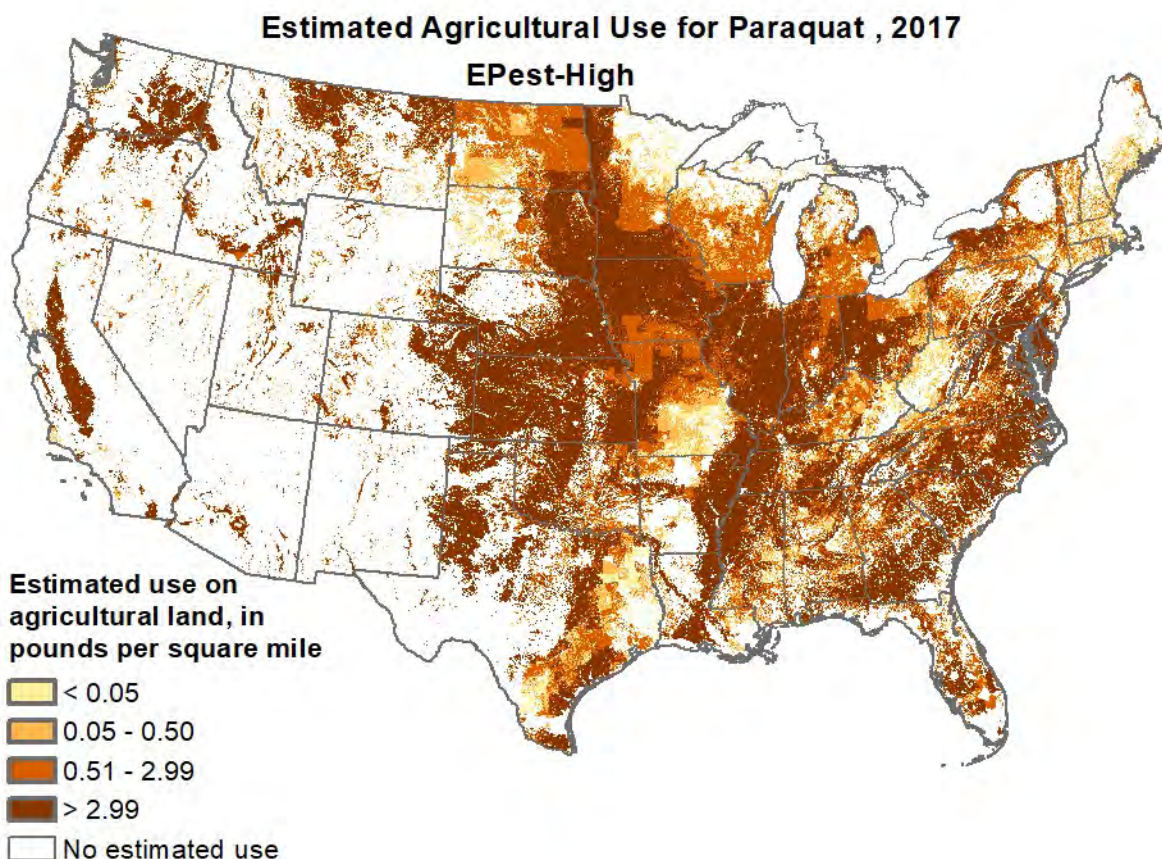 Estimated Agricultural Use for Paraquat , 2017
EPest-High
Estimated use on
agricultural land, in
pounds per square mile
< 0.05
0.05 - 0.50
0.51 - 2.99
> 2.99
No estimated use